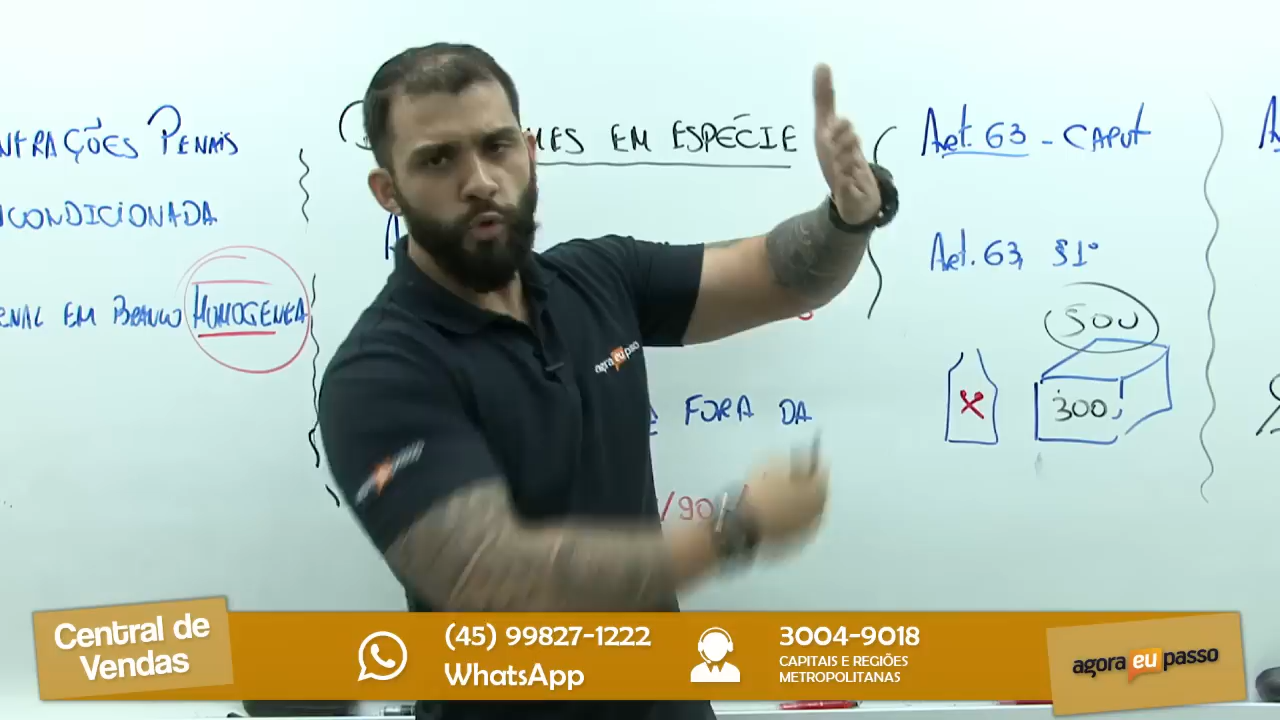 NFRAÇÕES PENAIS
NCONDICIONADA
ENAL EM BRANCO HOMOGENEA
MES EM ESPÉCIE
A
FORA DA
/90
Art. 63 - CAPUT
Art. 63, §1º
500
X
300
agora eu passo
Central de
Vendas
(45) 99827-1222
WhatsApp
3004-9018
CAPITAIS E REGIÕES
METROPOLITANAS
agora eu passo